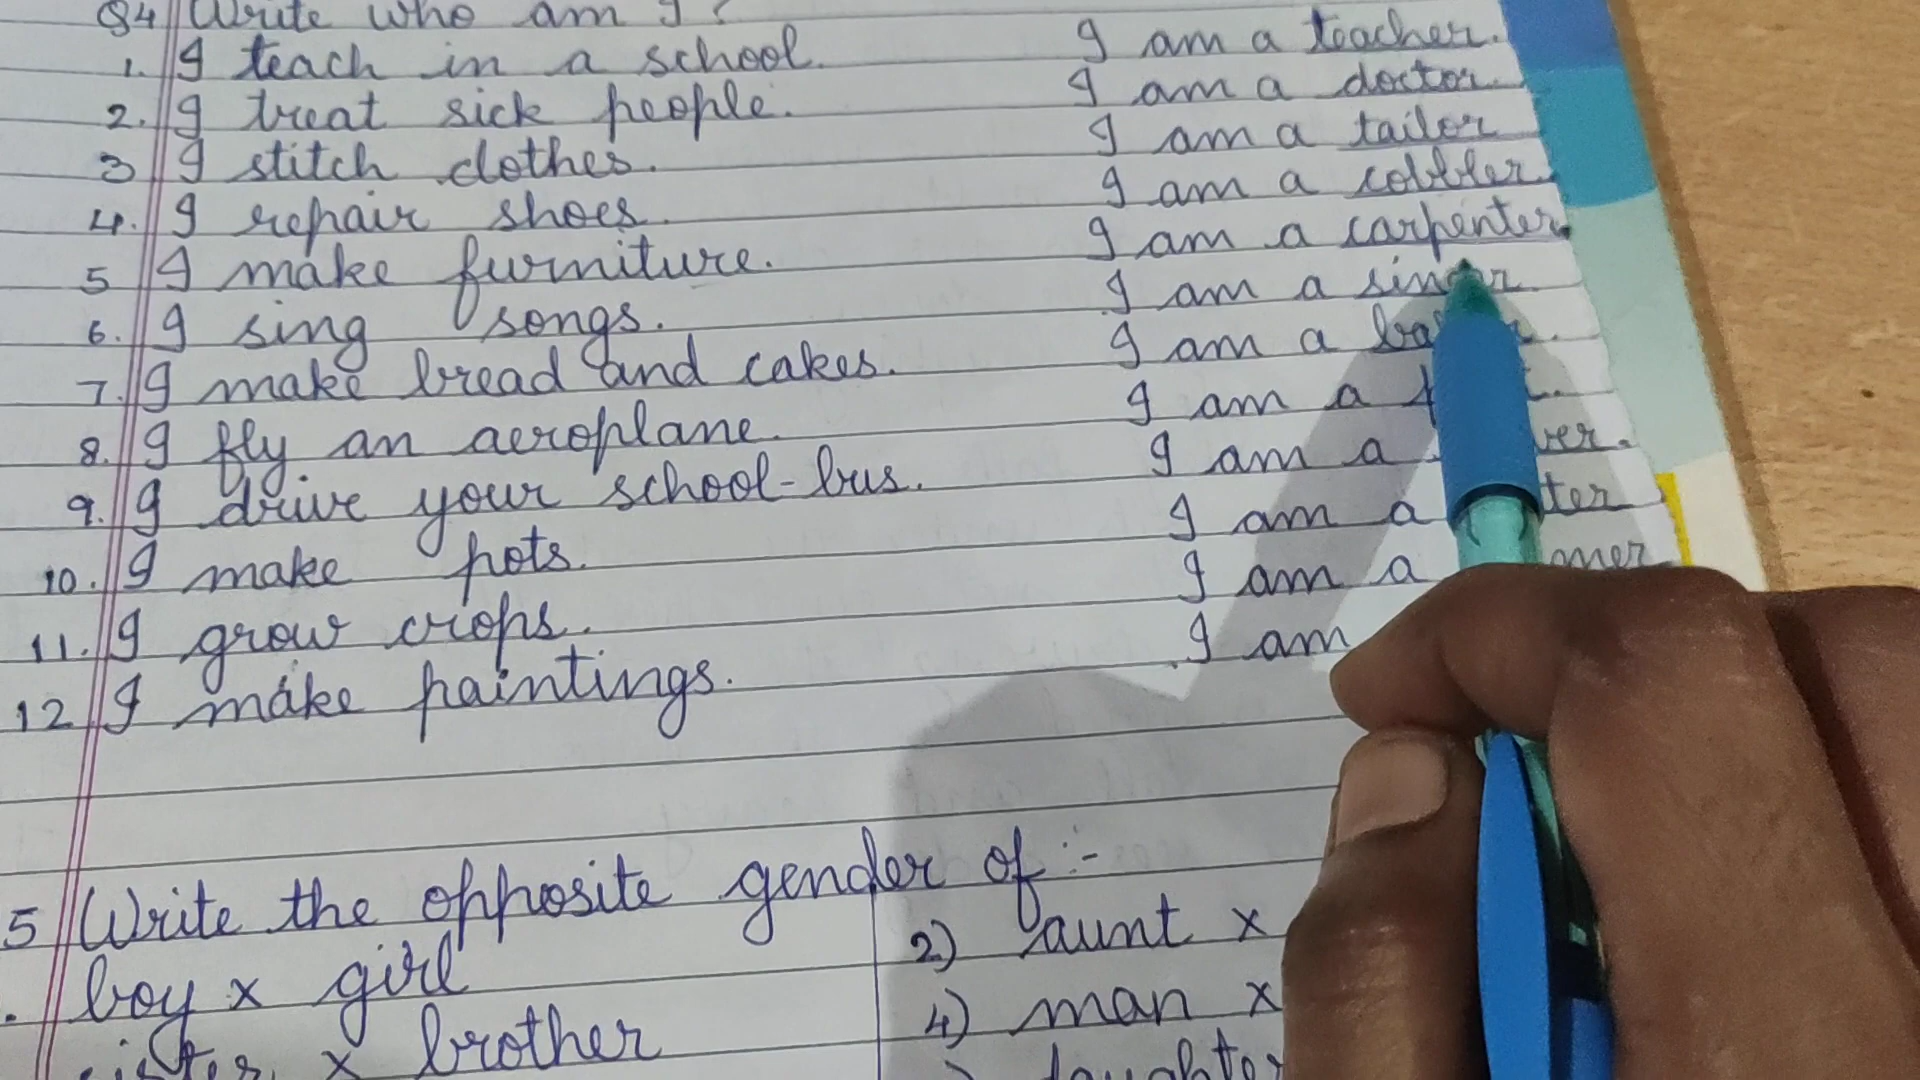 Q4 Write who am I?
1. I teach in a school. I am a teacher.
2. I treat sick people. I am a doctor.
3 I stitch clothes. I am a tailor
4. I repair shoes. I am a cobbler.
5 I make furniture. I am a carpenter.
6. I sing songs. I am a singer.
7. I make bread and cakes. I am a
8. I fly an aeroplane. I am a
9. I drive your school-bus. I am a
10. I make pots. I am a
11. I grow crops. I am a
12 I make paintings. I am
5 Write the opposite gender of :-
boy x girl 2) aunt x
sister x brother 4) man x
daughter